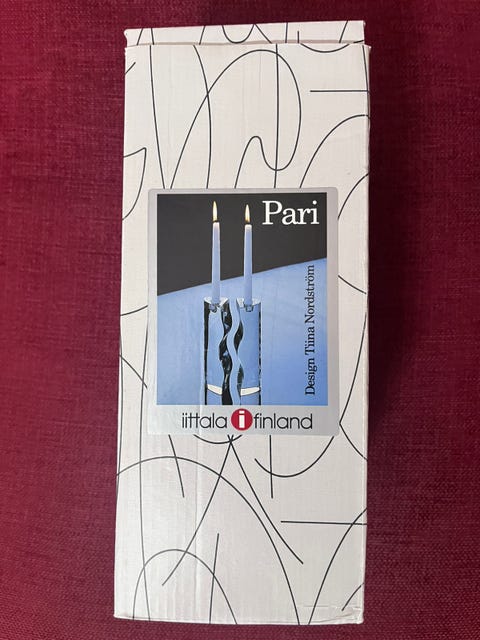 Pari
Design Tiina Nordström
iittala i finland